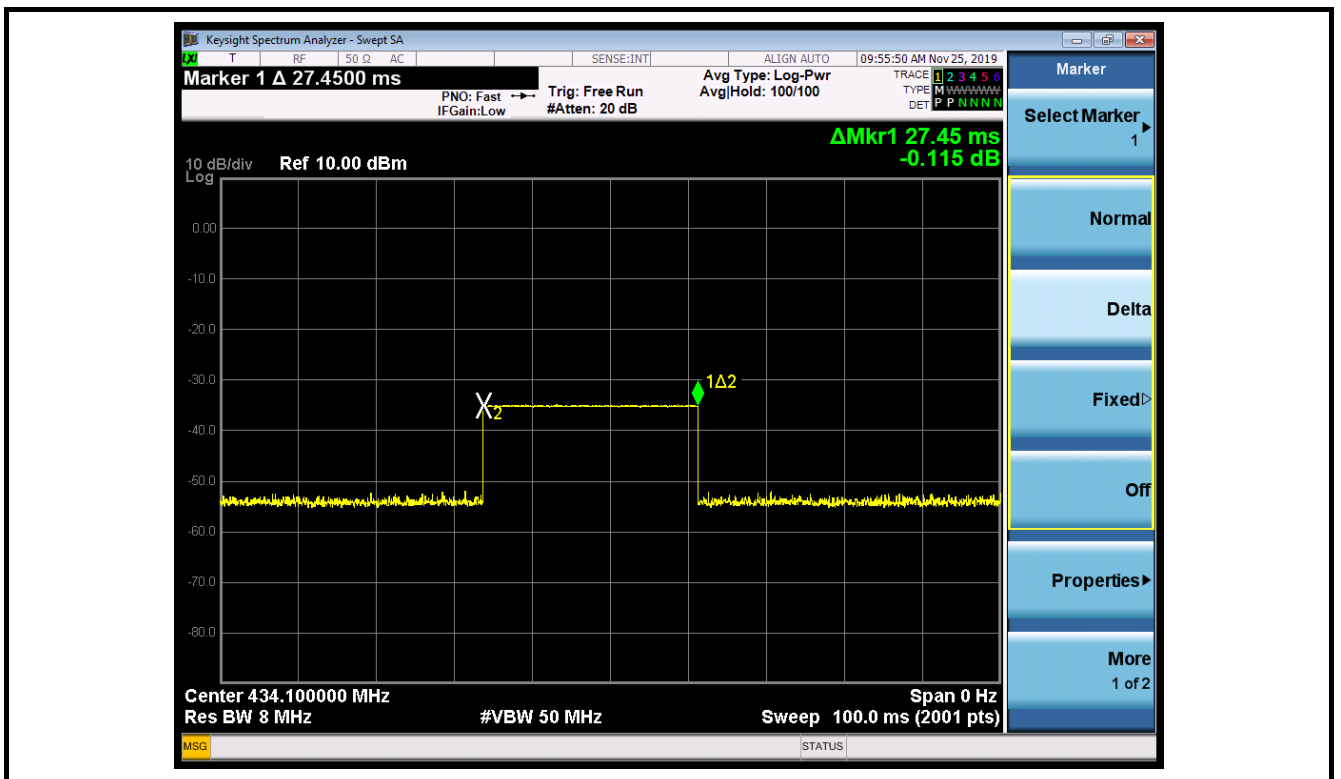 Keysight Spectrum Analyzer - Swept SA
LXI T RF 50 Ω AC SENSE:INT ALIGN AUTO 09:55:50 AM Nov 25, 2019
Marker 1 Δ 27.4500 ms
PNO: Fast
IFGain:Low
Trig: Free Run
#Atten: 20 dB
Avg Type: Log-Pwr
Avg|Hold: 100/100
TRACE 1 2 3 4 5 6
TYPE M WWWWW
DET P P N N N N
ΔMkr1 27.45 ms
-0.115 dB
10 dB/div Ref 10.00 dBm
Log
0.00
-10.0
-20.0
-30.0
-40.0
-50.0
-60.0
-70.0
-80.0
1Δ2
X2
Center 434.100000 MHz Span 0 Hz
Res BW 8 MHz #VBW 50 MHz Sweep 100.0 ms (2001 pts)
MSG STATUS
Marker
Select Marker
1
Normal
Delta
Fixed
Off
Properties
More
1 of 2